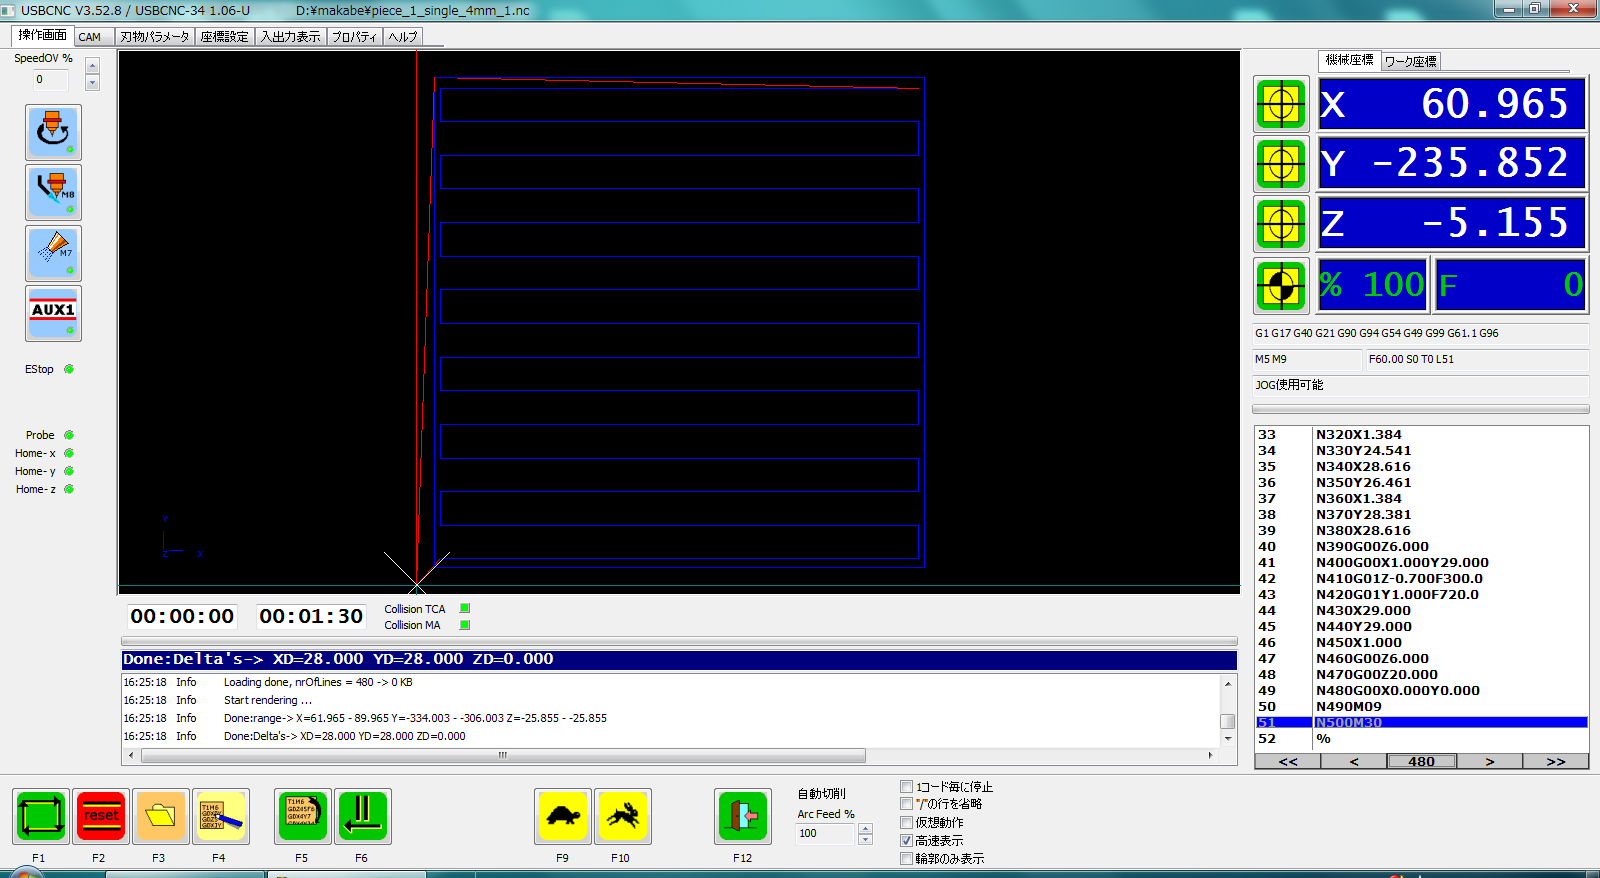 USBCNC V3.52.8 / USBCNC-34 1.06-U D:¥makabe¥piece_1_single_4mm_1.nc
操作画面 CAM 刃物パラメータ 座標設定 入出力表示 プロパティ ヘルプ
SpeedOV %
0
M8
M7
AUX1
EStop
Probe
Home- x
Home- y
Home- z
Y
Z X
00:00:00 00:01:30
Collision TCA
Collision MA
Done:Delta's-> XD=28.000 YD=28.000 ZD=0.000
16:25:18 Info Loading done, nrOfLines = 480 -> 0 KB
16:25:18 Info Start rendering ...
16:25:18 Info Done:range-> X=61.965 - 89.965 Y=-334.003 - -306.003 Z=-25.855 - -25.855
16:25:18 Info Done:Delta's-> XD=28.000 YD=28.000 ZD=0.000
機械座標 ワーク座標
X 60.965
Y -235.852
Z -5.155
% 100 F 0
G1 G17 G40 G21 G90 G94 G54 G49 G99 G61.1 G96
M5 M9 F60.00 S0 T0 L51
JOG使用可能
33 N320X1.384
34 N330Y24.541
35 N340X28.616
36 N350Y26.461
37 N360X1.384
38 N370Y28.381
39 N380X28.616
40 N390G00Z6.000
41 N400G00X1.000Y29.000
42 N410G01Z-0.700F300.0
43 N420G01Y1.000F720.0
44 N430X29.000
45 N440Y29.000
46 N450X1.000
47 N460G00Z6.000
48 N470G00Z20.000
49 N480G00X0.000Y0.000
50 N490M09
51 N500M30
52 %
<< < 480 > >>
reset
F1 F2 F3 F4 F5 F6 F9 F10 F12
自動切削
Arc Feed %
100
1コード毎に停止
"/"の行を省略
仮想動作
高速表示
輪郭のみ表示